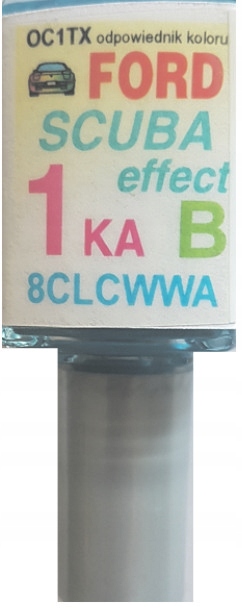 OC1TX odpowiednik koloru
FORD
SCUBA
effect
1 KA B
8CLCWWA